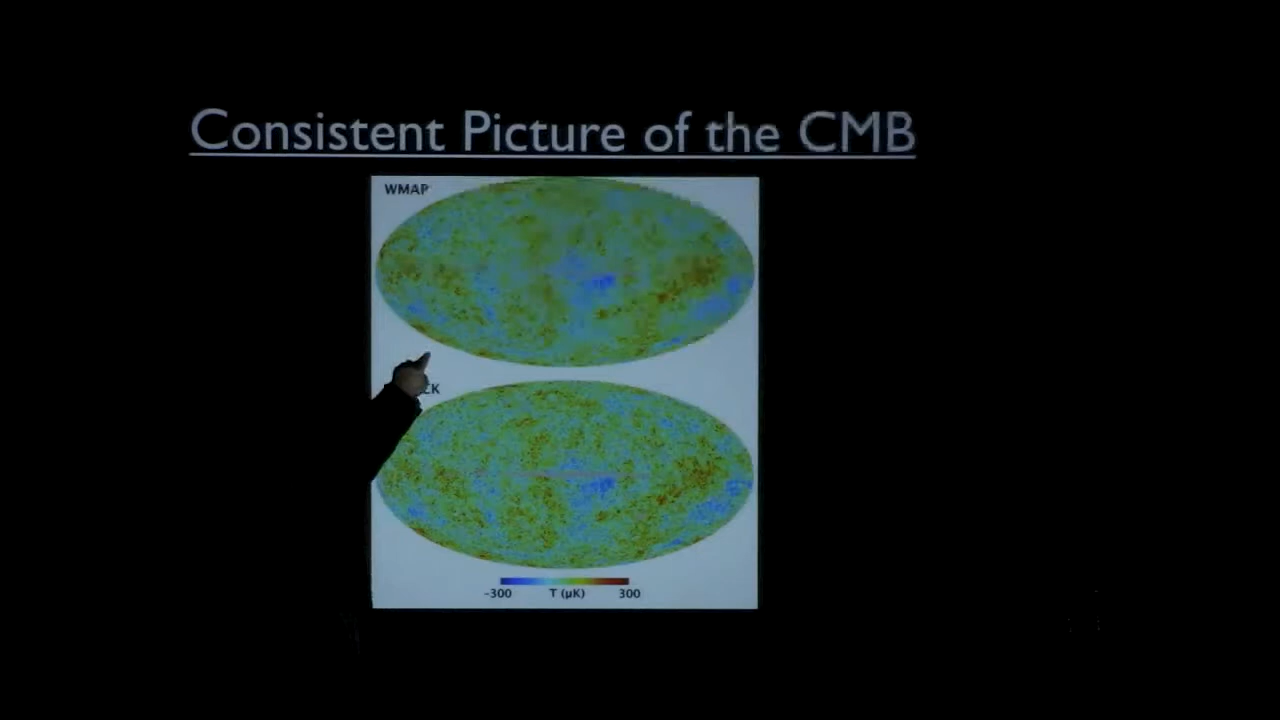 Consistent Picture of the CMB
WMAP
-300 T (μK) 300